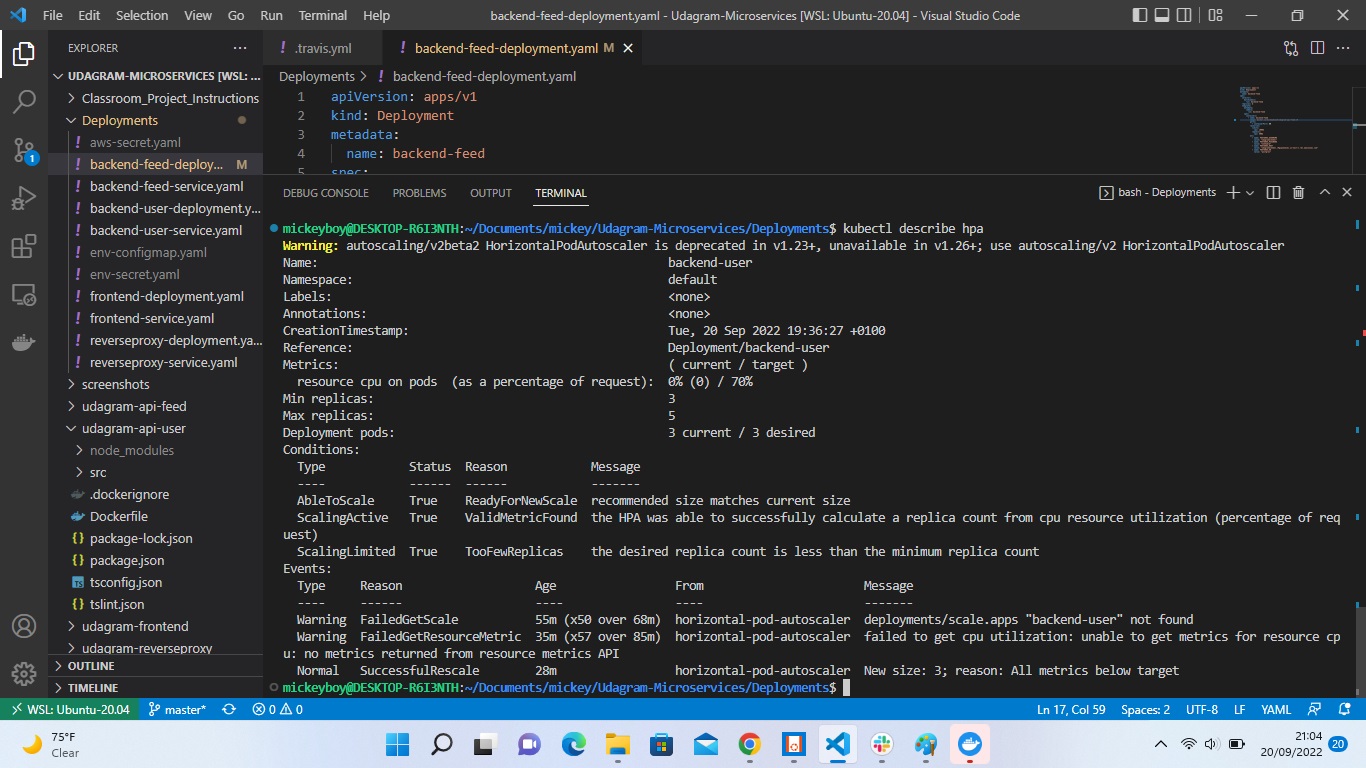 File Edit Selection View Go Run Terminal Help backend-feed-deployment.yaml - Udagram-Microservices [WSL: Ubuntu-20.04] - Visual Studio Code
EXPLORER
UDAGRAM-MICROSERVICES [WSL: ...
Classroom_Project_Instructions
Deployments
! aws-secret.yaml
! backend-feed-deploy... M
! backend-feed-service.yaml
! backend-user-deployment.y...
! backend-user-service.yaml
! env-configmap.yaml
! env-secret.yaml
! frontend-deployment.yaml
! frontend-service.yaml
! reverseproxy-deployment.ya...
! reverseproxy-service.yaml
screenshots
udagram-api-feed
udagram-api-user
node_modules
src
.dockerignore
Dockerfile
{} package-lock.json
{} package.json
TS tsconfig.json
{} tslint.json
udagram-frontend
udagram-reverseproxy
OUTLINE
TIMELINE
1
! .travis.yml ! backend-feed-deployment.yaml M
Deployments > ! backend-feed-deployment.yaml
1 apiVersion: apps/v1
2 kind: Deployment
3 metadata:
4 name: backend-feed
5 spec:
DEBUG CONSOLE PROBLEMS OUTPUT TERMINAL bash - Deployments
mickeyboy@DESKTOP-R6I3NTH:~/Documents/mickey/Udagram-Microservices/Deployments$ kubectl describe hpa
Warning: autoscaling/v2beta2 HorizontalPodAutoscaler is deprecated in v1.23+, unavailable in v1.26+; use autoscaling/v2 HorizontalPodAutoscaler
Name: backend-user
Namespace: default
Labels: <none>
Annotations: <none>
CreationTimestamp: Tue, 20 Sep 2022 19:36:27 +0100
Reference: Deployment/backend-user
Metrics: ( current / target )
resource cpu on pods (as a percentage of request): 0% (0) / 70%
Min replicas: 3
Max replicas: 5
Deployment pods: 3 current / 3 desired
Conditions:
Type Status Reason Message
---- ------ ------ -------
AbleToScale True ReadyForNewScale recommended size matches current size
ScalingActive True ValidMetricFound the HPA was able to successfully calculate a replica count from cpu resource utilization (percentage of req
uest)
ScalingLimited True TooFewReplicas the desired replica count is less than the minimum replica count
Events:
Type Reason Age From Message
---- ------ ---- ---- -------
Warning FailedGetScale 55m (x50 over 68m) horizontal-pod-autoscaler deployments/scale.apps "backend-user" not found
Warning FailedGetResourceMetric 35m (x57 over 85m) horizontal-pod-autoscaler failed to get cpu utilization: unable to get metrics for resource cp
u: no metrics returned from resource metrics API
Normal SuccessfulRescale 28m horizontal-pod-autoscaler New size: 3; reason: All metrics below target
mickeyboy@DESKTOP-R6I3NTH:~/Documents/mickey/Udagram-Microservices/Deployments$
WSL: Ubuntu-20.04 master* 0 0 Ln 17, Col 59 Spaces: 2 UTF-8 LF YAML
75°F
Clear
21:04
20/09/2022
20